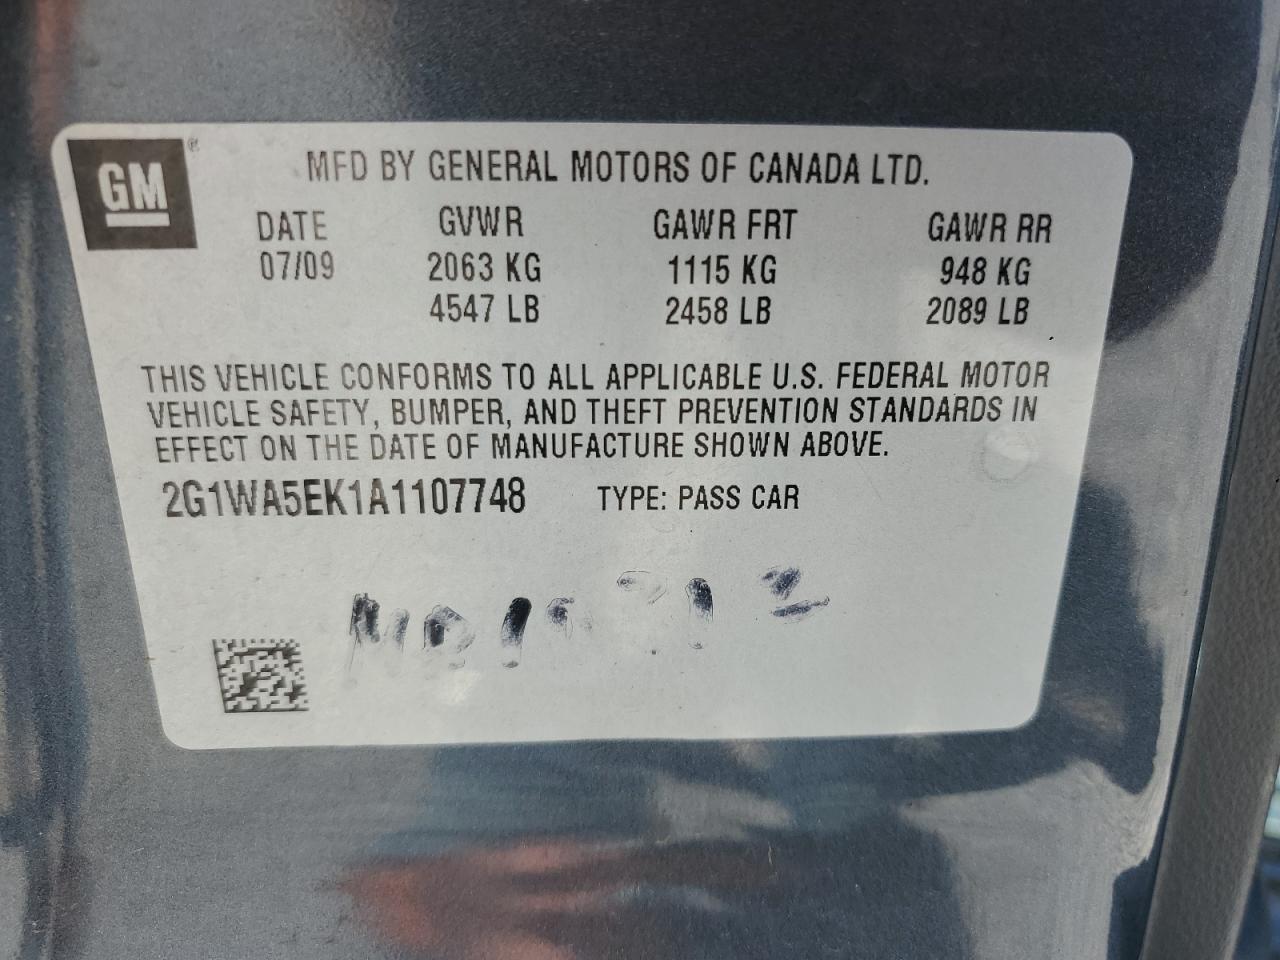 GM ®
MFD BY GENERAL MOTORS OF CANADA LTD.
DATE GVWR GAWR FRT GAWR RR
07/09 2063 KG 1115 KG 948 KG
4547 LB 2458 LB 2089 LB
THIS VEHICLE CONFORMS TO ALL APPLICABLE U.S. FEDERAL MOTOR
VEHICLE SAFETY, BUMPER, AND THEFT PREVENTION STANDARDS IN
EFFECT ON THE DATE OF MANUFACTURE SHOWN ABOVE.
2G1WA5EK1A1107748 TYPE: PASS CAR